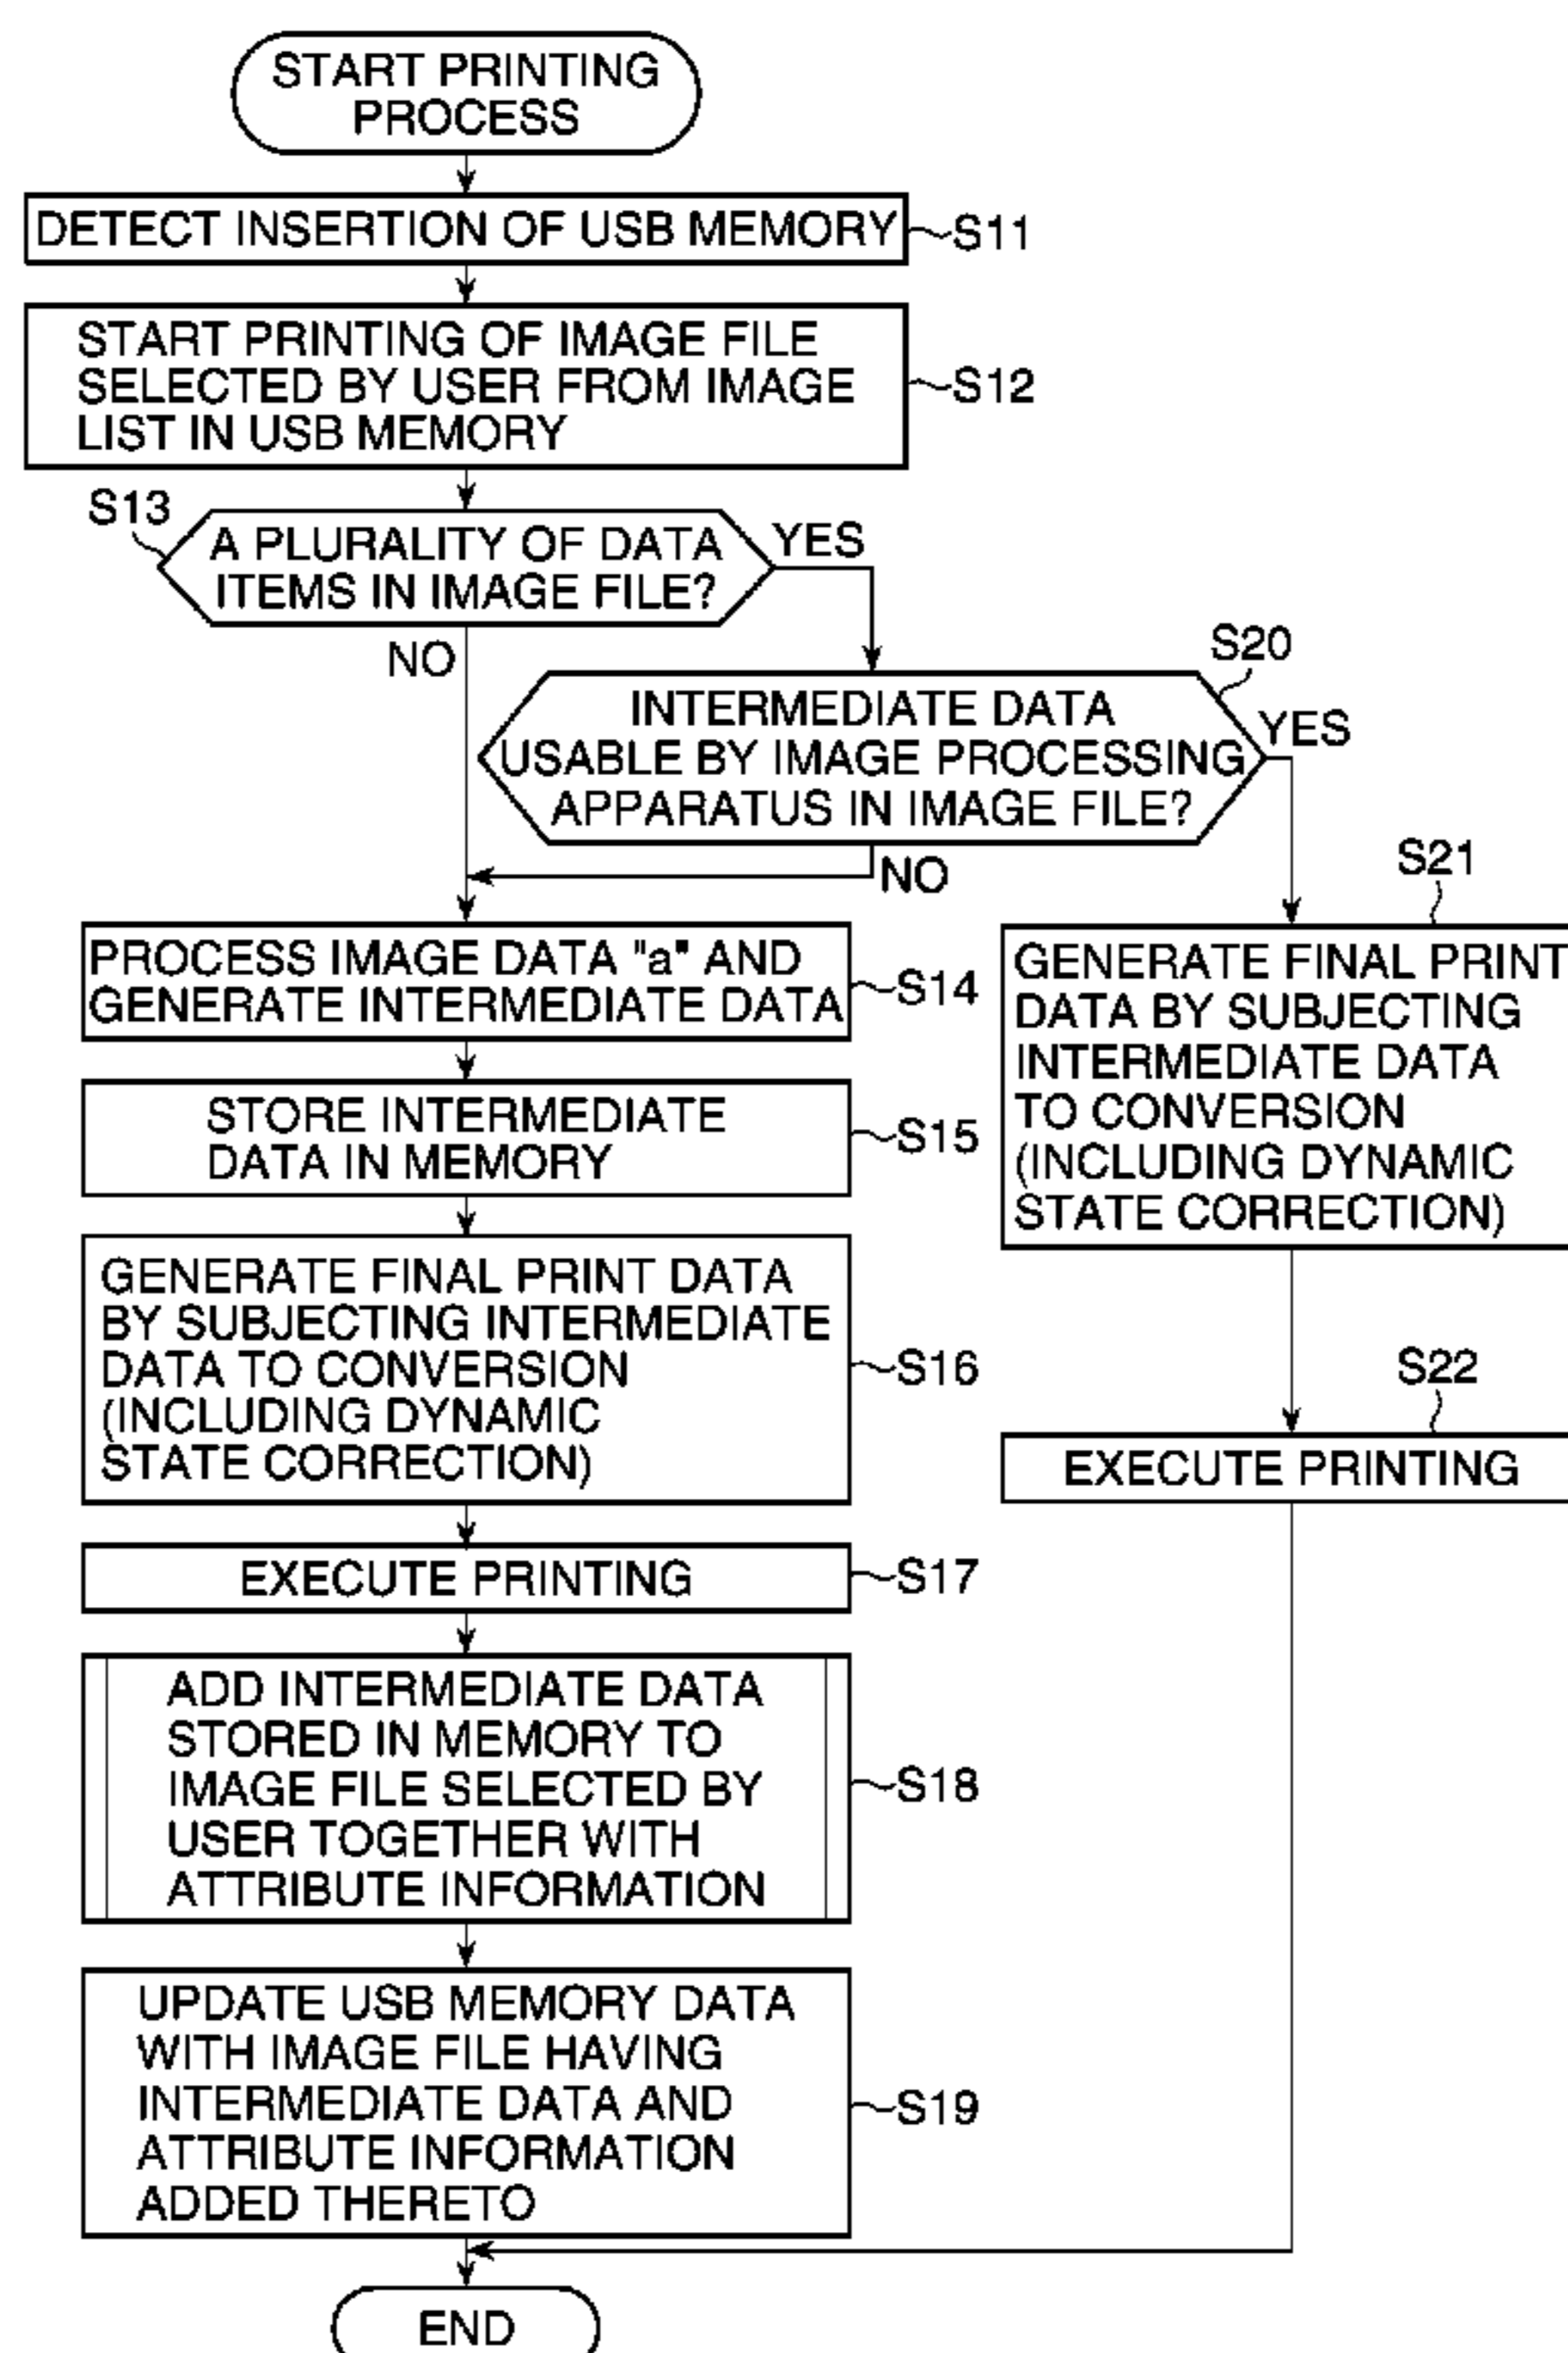 START PRINTING
PROCESS
DETECT INSERTION OF USB MEMORY
S11
START PRINTING OF IMAGE FILE
SELECTED BY USER FROM IMAGE
LIST IN USB MEMORY
S12
S13
A PLURALITY OF DATA
ITEMS IN IMAGE FILE?
YES
NO
S20
INTERMEDIATE DATA
USABLE BY IMAGE PROCESSING
APPARATUS IN IMAGE FILE?
YES
NO
PROCESS IMAGE DATA "a" AND
GENERATE INTERMEDIATE DATA
S14
STORE INTERMEDIATE
DATA IN MEMORY
S15
GENERATE FINAL PRINT DATA
BY SUBJECTING INTERMEDIATE
DATA TO CONVERSION
(INCLUDING DYNAMIC
STATE CORRECTION)
S16
EXECUTE PRINTING
S17
ADD INTERMEDIATE DATA
STORED IN MEMORY TO
IMAGE FILE SELECTED BY
USER TOGETHER WITH
ATTRIBUTE INFORMATION
S18
UPDATE USB MEMORY DATA
WITH IMAGE FILE HAVING
INTERMEDIATE DATA AND
ATTRIBUTE INFORMATION
ADDED THERETO
S19
S21
GENERATE FINAL PRINT
DATA BY SUBJECTING
INTERMEDIATE DATA
TO CONVERSION
(INCLUDING DYNAMIC
STATE CORRECTION)
S22
EXECUTE PRINTING
END